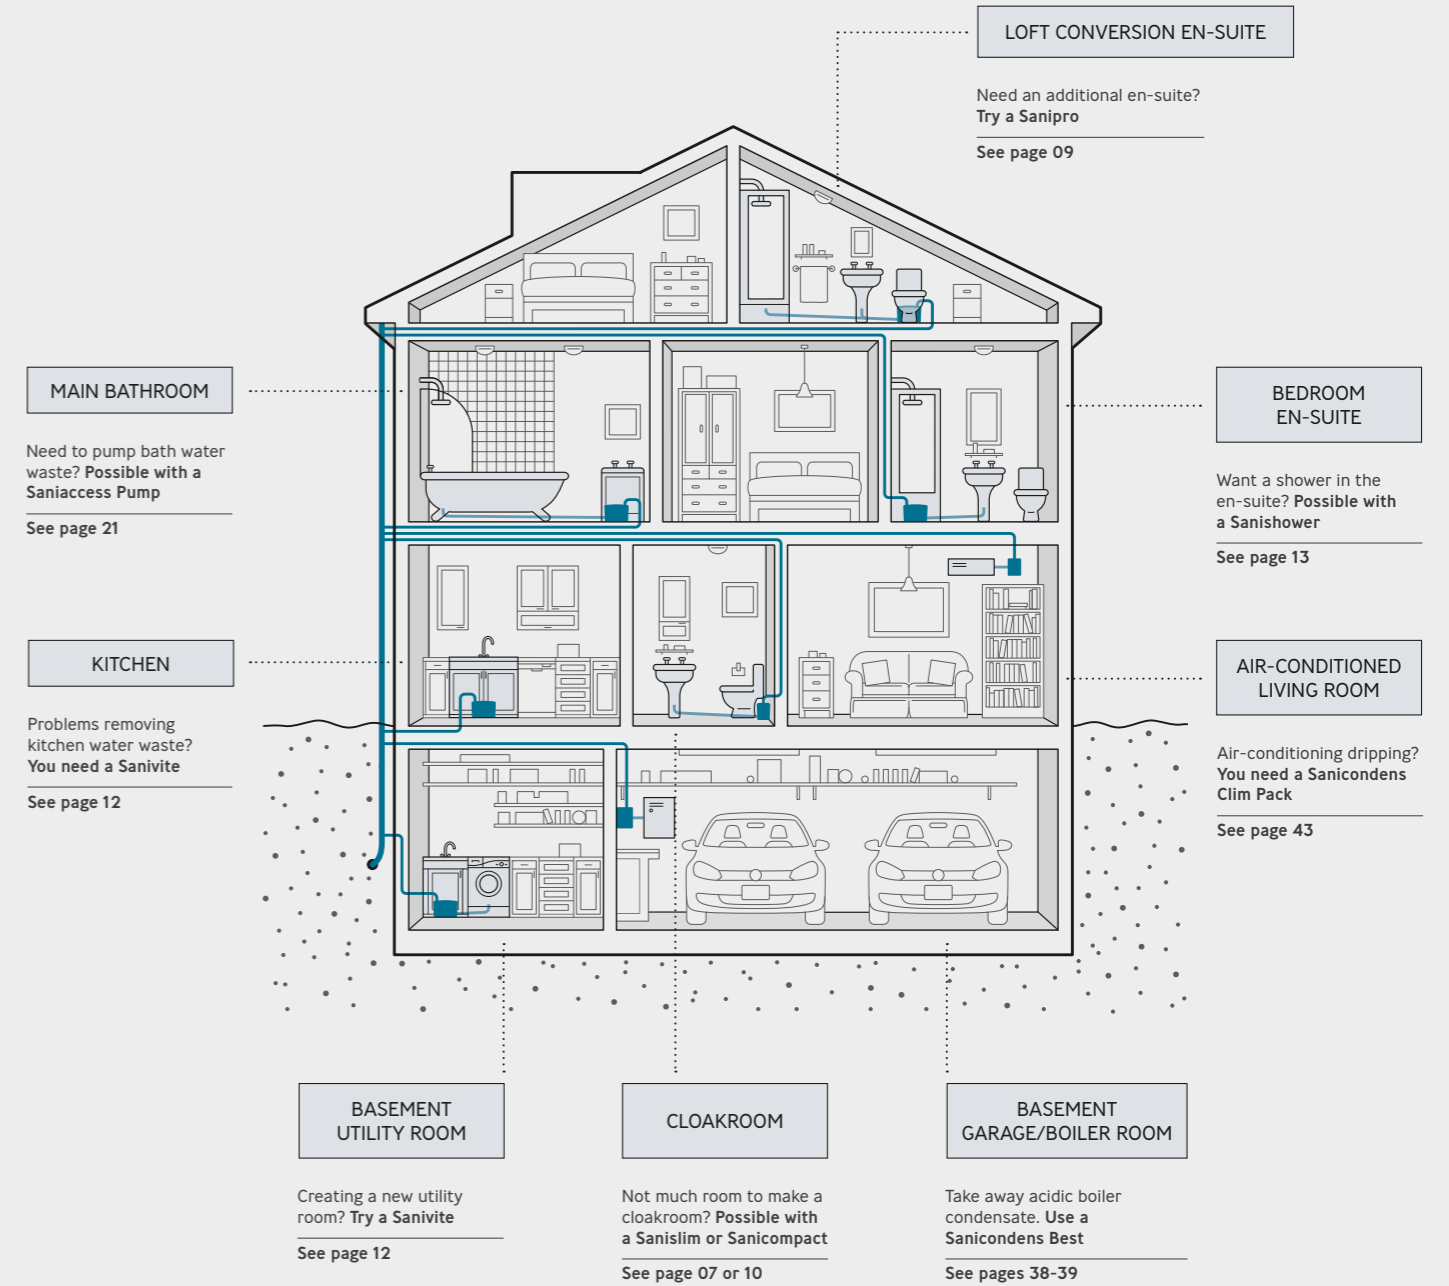 LOFT CONVERSION EN-SUITE
Need an additional en-suite?
Try a Sanipro
See page 09
MAIN BATHROOM
Need to pump bath water
waste? Possible with a
Saniaccess Pump
See page 21
BEDROOM
EN-SUITE
Want a shower in the
en-suite? Possible with
a Sanishower
See page 13
KITCHEN
Problems removing
kitchen water waste?
You need a Sanivite
See page 12
AIR-CONDITIONED
LIVING ROOM
Air-conditioning dripping?
You need a Sanicondens
Clim Pack
See page 43
BASEMENT
UTILITY ROOM
Creating a new utility
room? Try a Sanivite
See page 12
CLOAKROOM
Not much room to make a
cloakroom? Possible with
a Sanislim or Sanicompact
See page 07 or 10
BASEMENT
GARAGE/BOILER ROOM
Take away acidic boiler
condensate. Use a
Sanicondens Best
See pages 38-39